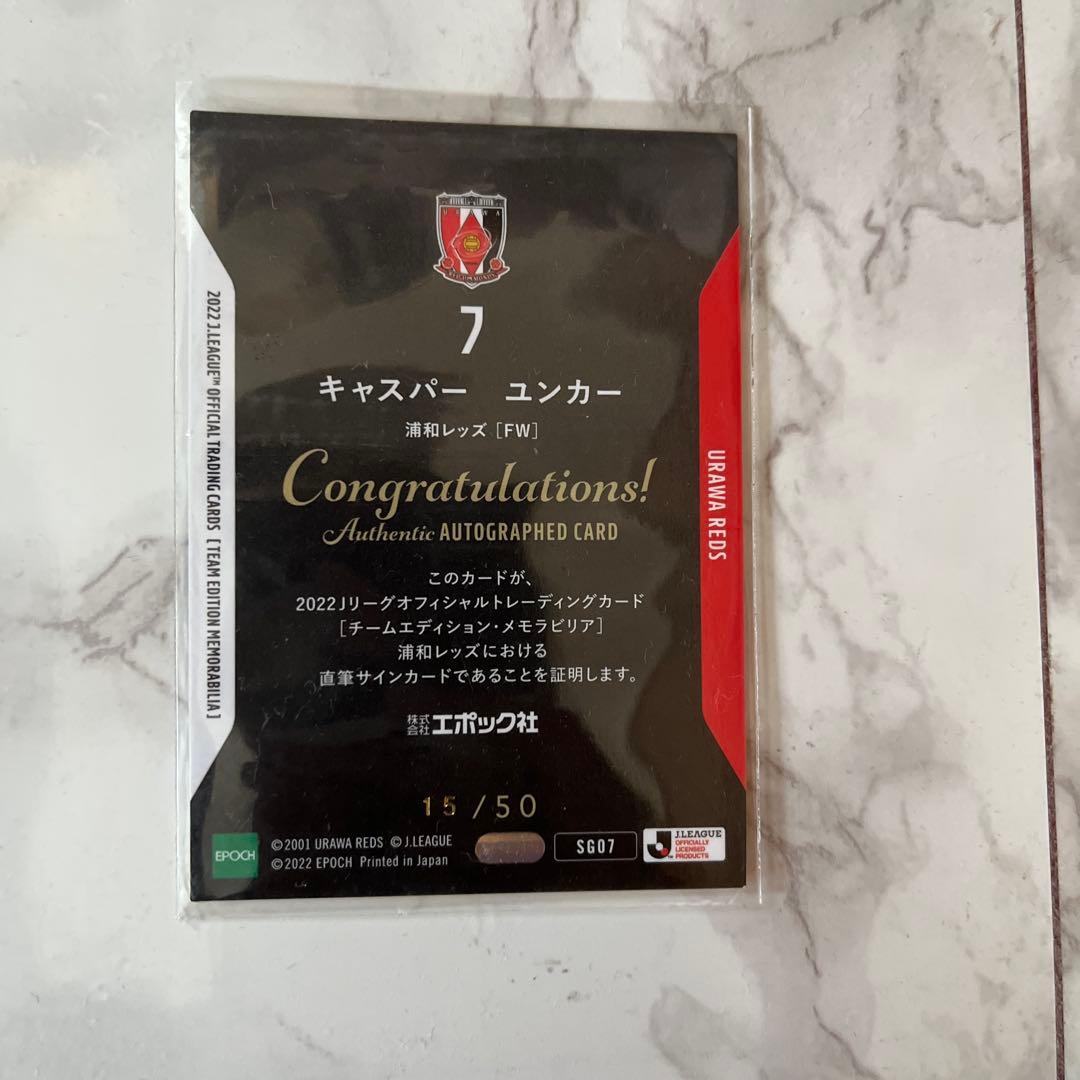 URAWA
7
キャスパー ユンカー
浦和レッズ [FW]
Congratulations!
Authentic AUTOGRAPHED CARD
このカードが、
2022Jリーグオフィシャルトレーディングカード
[チームエディション・メモラビリア]
浦和レッズにおける
直筆サインカードであることを証明します。
株式会社エポック社
15/50
EPOCH
©2001 URAWA REDS ©J.LEAGUE
©2022 EPOCH Printed in Japan
SG07
J.LEAGUE
OFFICIALLY
LICENSED
PRODUCTS
2022 J.LEAGUE™ OFFICIAL TRADING CARDS [TEAM EDITION MEMORABILIA]
URAWA REDS